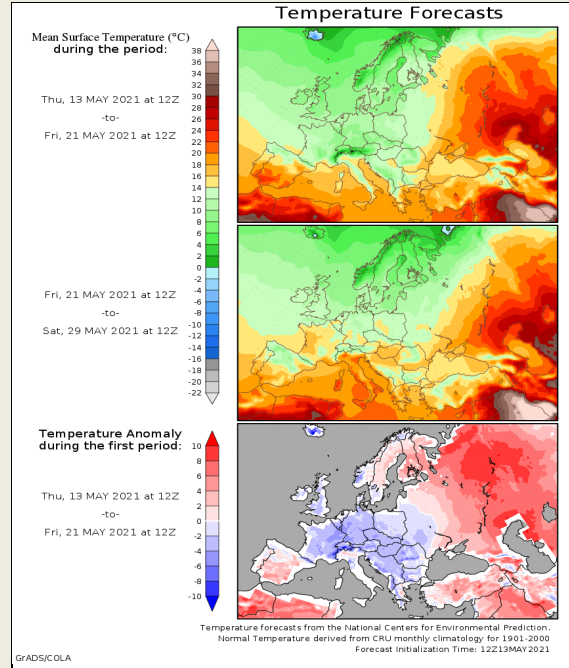 Temperature Forecasts
Mean Surface Temperature (°C)
during the period:
Thu, 13 MAY 2021 at 12Z
-to-
Fri, 21 MAY 2021 at 12Z
38
36
34
32
30
28
26
24
22
20
18
16
14
12
10
8
6
4
2
0
-2
-4
-6
-8
-10
-12
-14
-16
-18
-20
-22
Fri, 21 MAY 2021 at 12Z
-to-
Sat, 29 MAY 2021 at 12Z
Temperature Anomaly
during the first period:
Thu, 13 MAY 2021 at 12Z
-to-
Fri, 21 MAY 2021 at 12Z
10
8
6
4
2
0
-2
-4
-6
-8
-10
Temperature forecasts from the National Centers for Environmental Prediction.
Normal Temperature derived from CRU monthly climatology for 1901-2000
Forecast Initialization Time: 12Z13MAY2021
GrADS/COLA